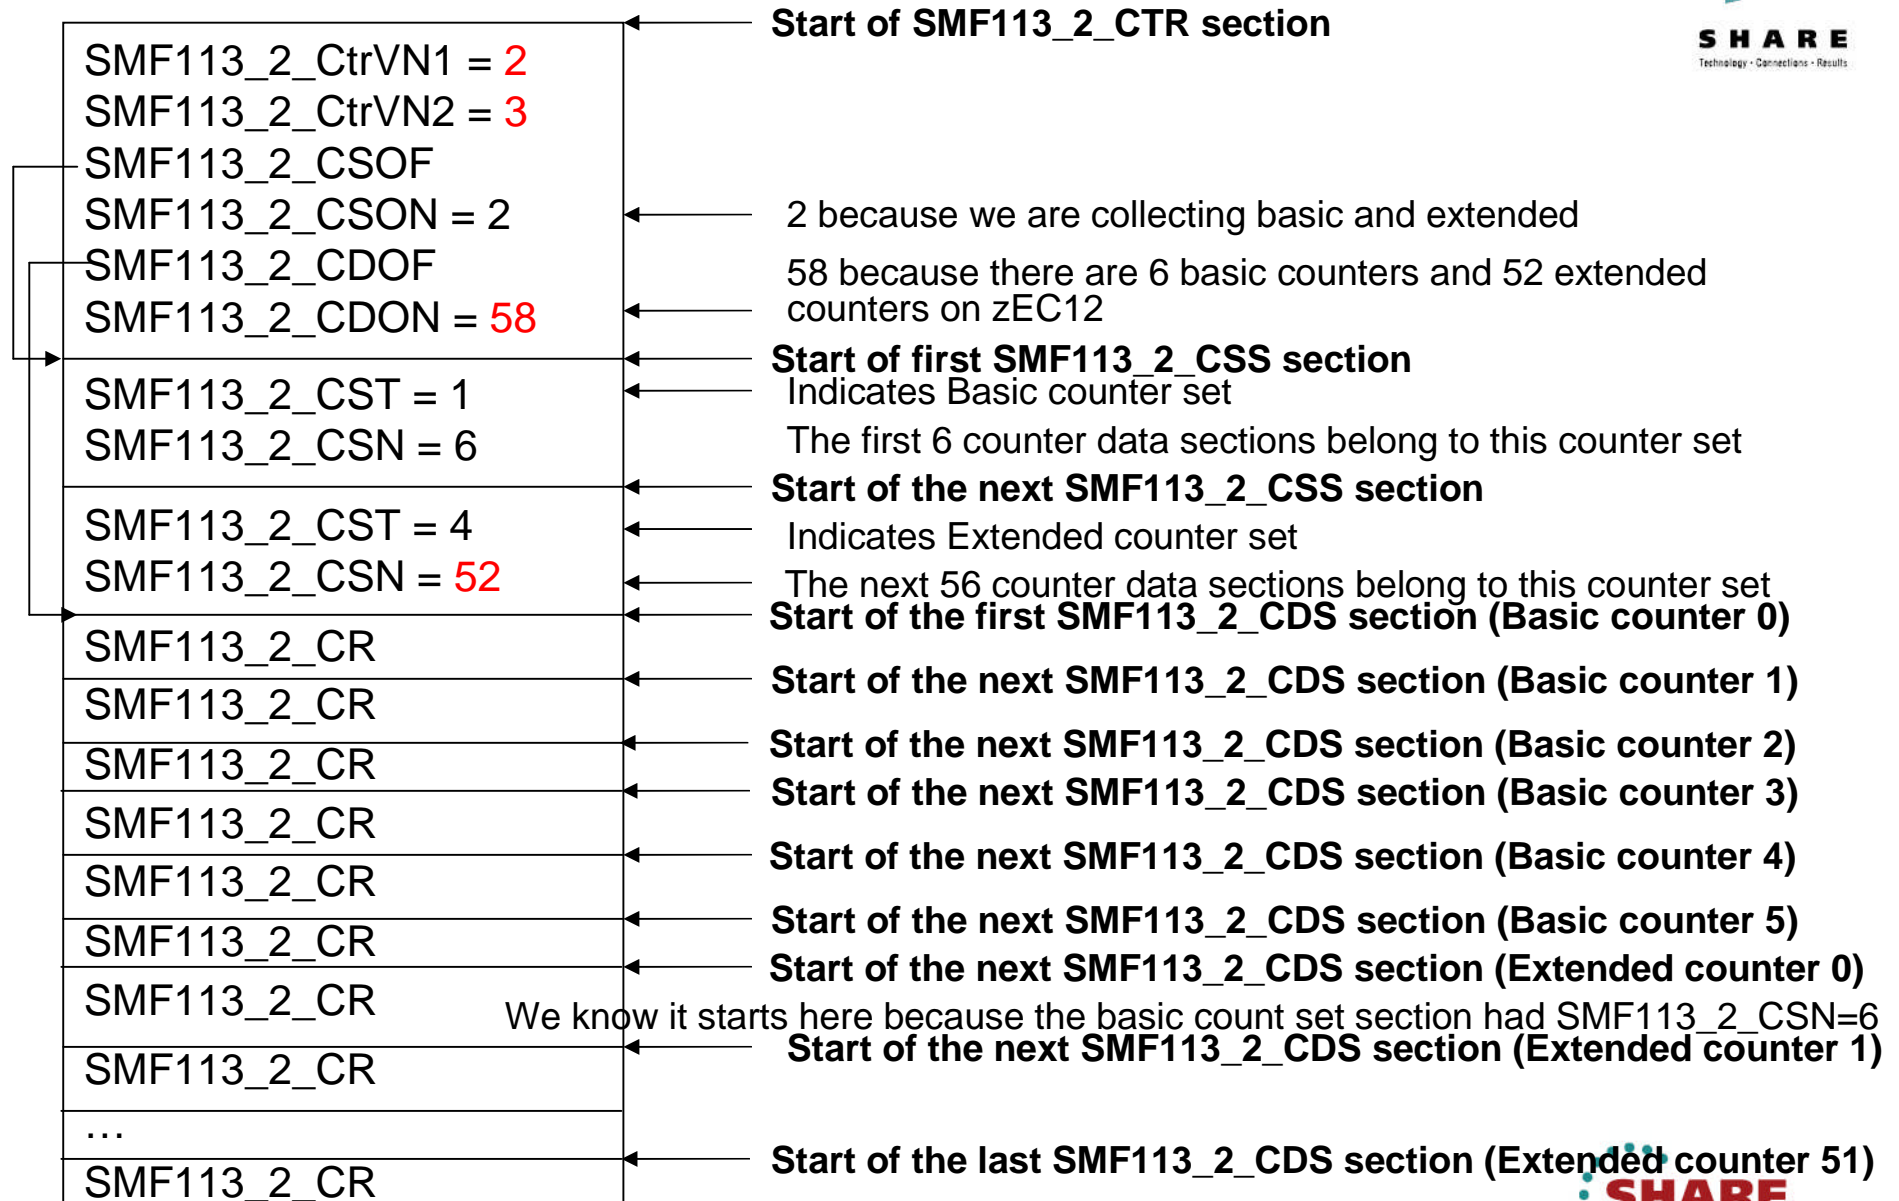 Start of SMF113_2_CTR section
SHARE
Technology • Connections • Results
SMF113_2_CtrVN1 = 2
SMF113_2_CtrVN2 = 3
SMF113_2_CSOF
SMF113_2_CSON = 2
2 because we are collecting basic and extended
SMF113_2_CDOF
58 because there are 6 basic counters and 52 extended
counters on zEC12
SMF113_2_CDON = 58
Start of first SMF113_2_CSS section
SMF113_2_CST = 1
Indicates Basic counter set
SMF113_2_CSN = 6
The first 6 counter data sections belong to this counter set
Start of the next SMF113_2_CSS section
SMF113_2_CST = 4
Indicates Extended counter set
SMF113_2_CSN = 52
The next 56 counter data sections belong to this counter set
Start of the first SMF113_2_CDS section (Basic counter 0)
SMF113_2_CR
Start of the next SMF113_2_CDS section (Basic counter 1)
SMF113_2_CR
Start of the next SMF113_2_CDS section (Basic counter 2)
SMF113_2_CR
Start of the next SMF113_2_CDS section (Basic counter 3)
SMF113_2_CR
Start of the next SMF113_2_CDS section (Basic counter 4)
SMF113_2_CR
Start of the next SMF113_2_CDS section (Basic counter 5)
SMF113_2_CR
Start of the next SMF113_2_CDS section (Extended counter 0)
SMF113_2_CR
We know it starts here because the basic count set section had SMF113_2_CSN=6
Start of the next SMF113_2_CDS section (Extended counter 1)
SMF113_2_CR
…
Start of the last SMF113_2_CDS section (Extended counter 51)
SMF113_2_CR
SHARE